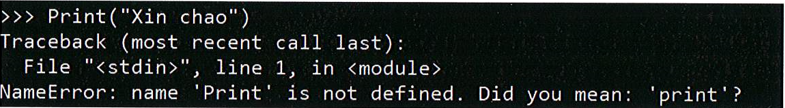 >>> Print("Xin chao")
Traceback (most recent call last):
  File "<stdin>", line 1, in <module>
NameError: name 'Print' is not defined. Did you mean: 'print'?